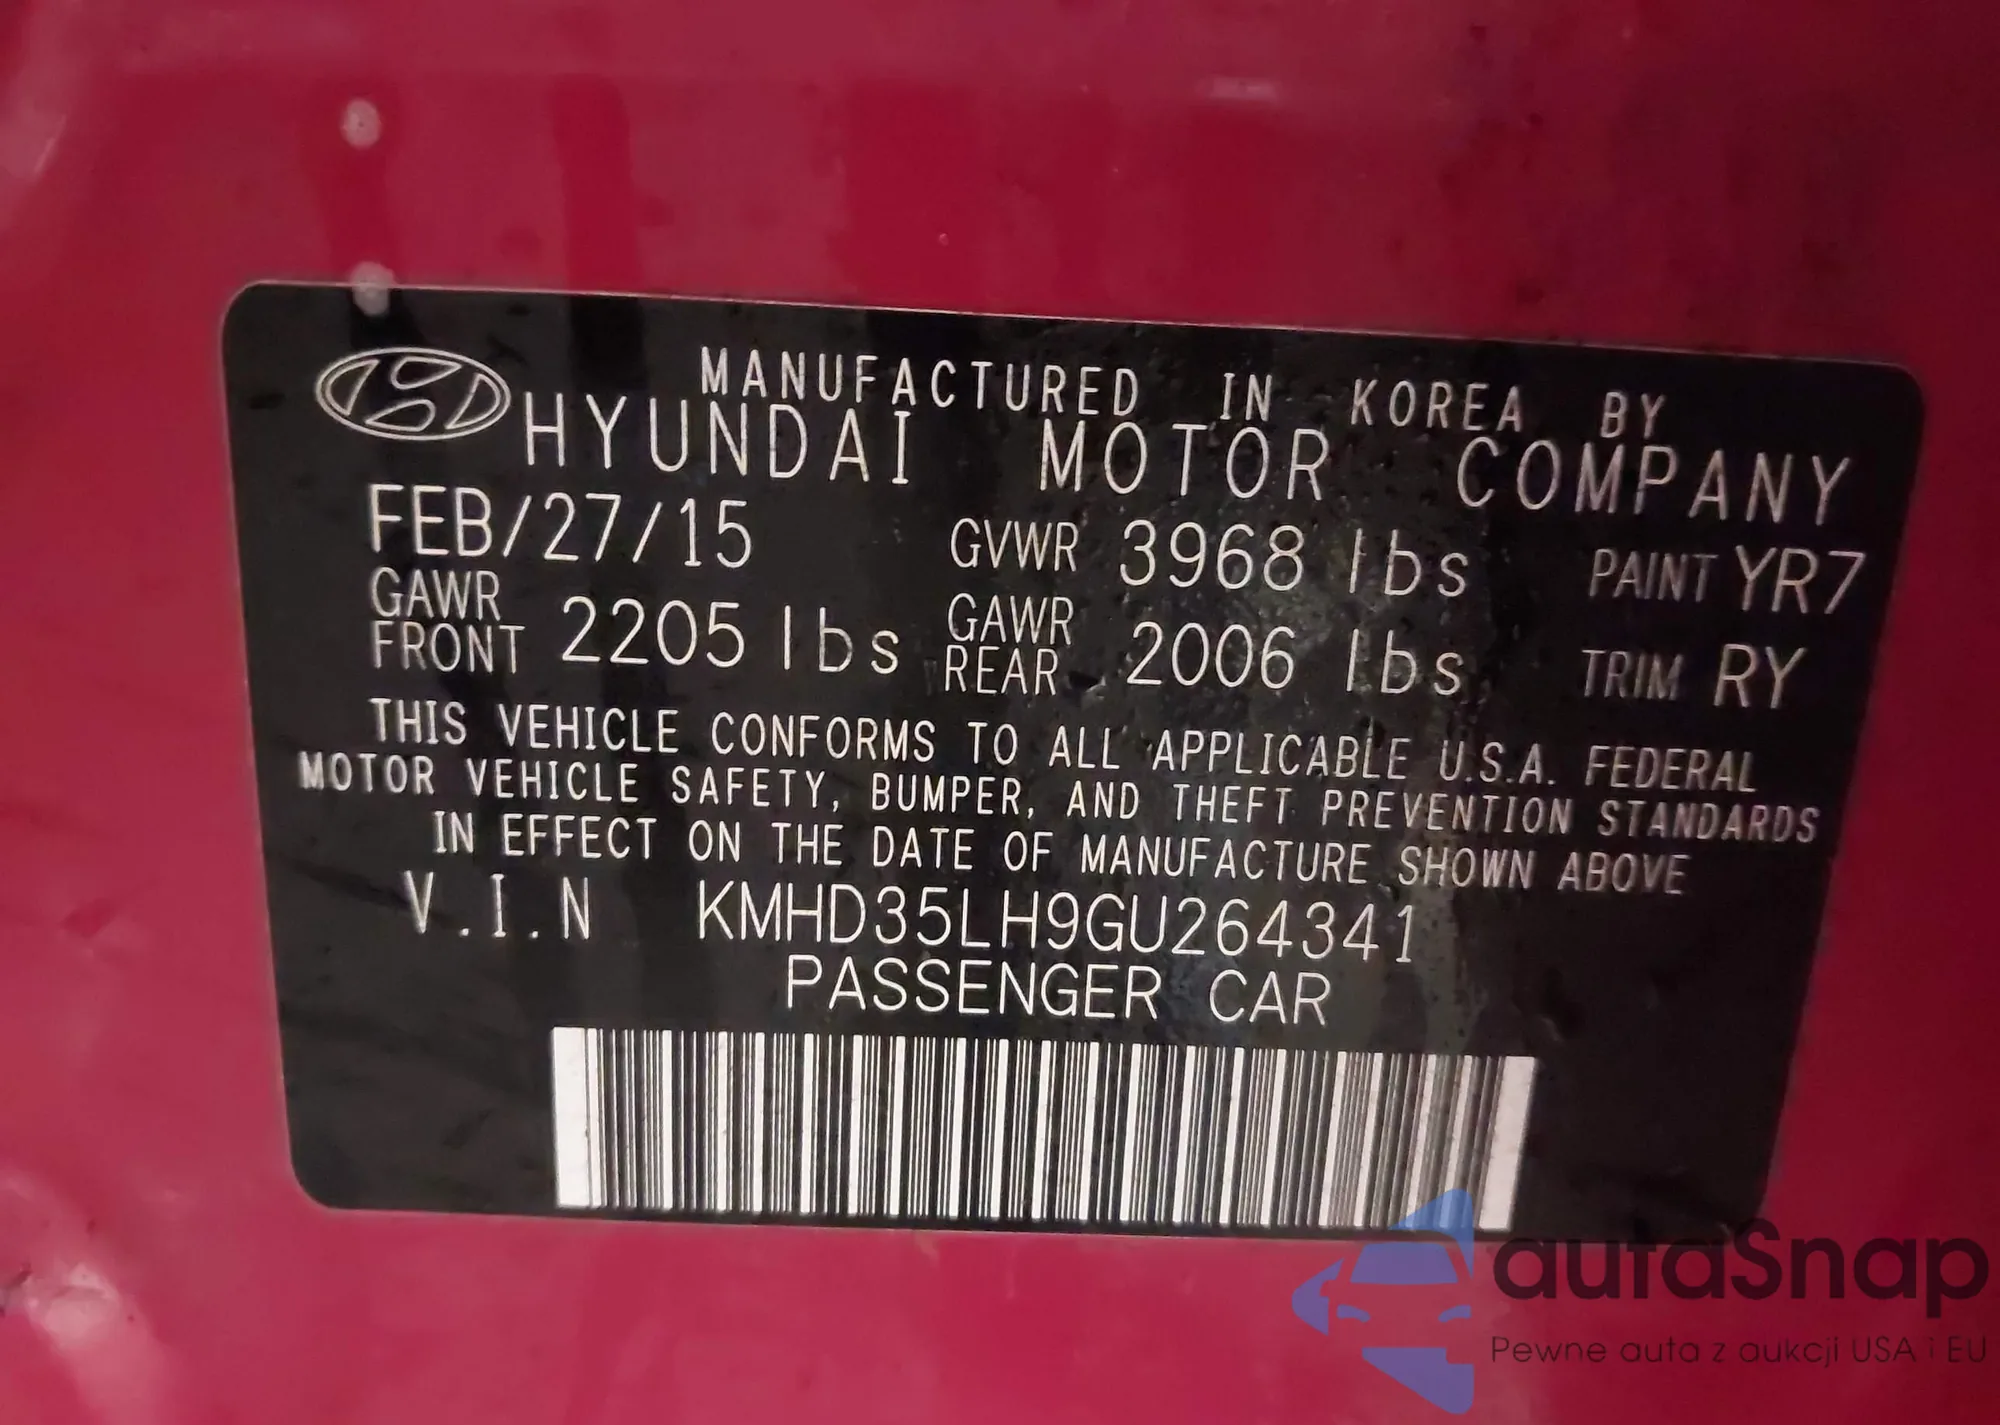 MANUFACTURED IN KOREA BY
HYUNDAI MOTOR COMPANY
FEB/27/15 GVWR 3968 lbs PAINT YR7
GAWR FRONT 2205 lbs GAWR REAR 2006 lbs TRIM RY
THIS VEHICLE CONFORMS TO ALL APPLICABLE U.S.A. FEDERAL
MOTOR VEHICLE SAFETY, BUMPER, AND THEFT PREVENTION STANDARDS
IN EFFECT ON THE DATE OF MANUFACTURE SHOWN ABOVE
V.I.N KMHD35LH9GU264341
PASSENGER CAR
autaSnap
Pewne auta z aukcji USA i EU